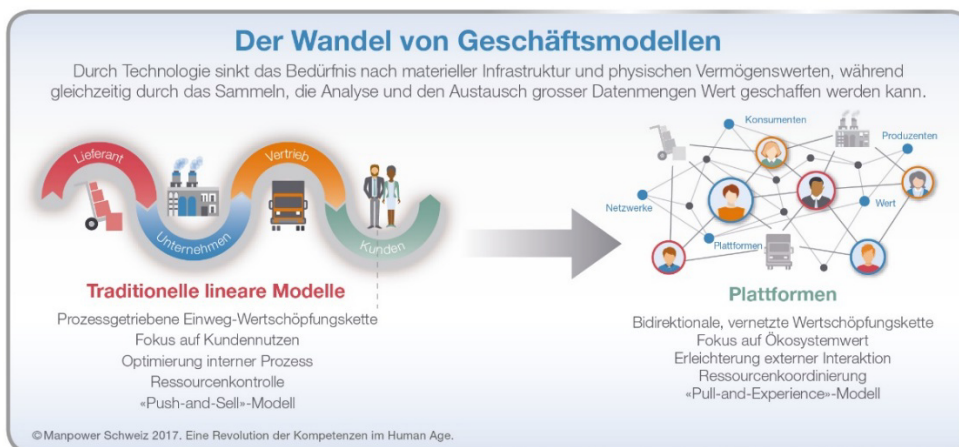 Der Wandel von Geschäftsmodellen
Durch Technologie sinkt das Bedürfnis nach materieller Infrastruktur und physischen Vermögenswerten, während
gleichzeitig durch das Sammeln, die Analyse und den Austausch grosser Datenmengen Wert geschaffen werden kann.
Lieferant
Unternehmen
Vertrieb
Kunden
Traditionelle lineare Modelle
Prozessgetriebene Einweg-Wertschöpfungskette
Fokus auf Kundennutzen
Optimierung interner Prozess
Ressourcenkontrolle
«Push-and-Sell»-Modell
Konsumenten
Produzenten
Netzwerke
Wert
Plattformen
Plattformen
Bidirektionale, vernetzte Wertschöpfungskette
Fokus auf Ökosystemwert
Erleichterung externer Interaktion
Ressourcenkoordinierung
«Pull-and-Experience»-Modell
©Manpower Schweiz 2017. Eine Revolution der Kompetenzen im Human Age.